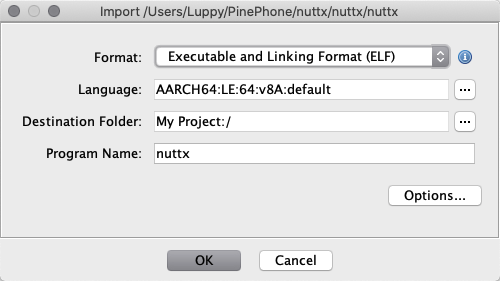 Import /Users/Luppy/PinePhone/nuttx/nuttx/nuttx
Format: Executable and Linking Format (ELF)
Language: AARCH64:LE:64:v8A:default ...
Destination Folder: My Project:/ ...
Program Name: nuttx
Options...
OK Cancel